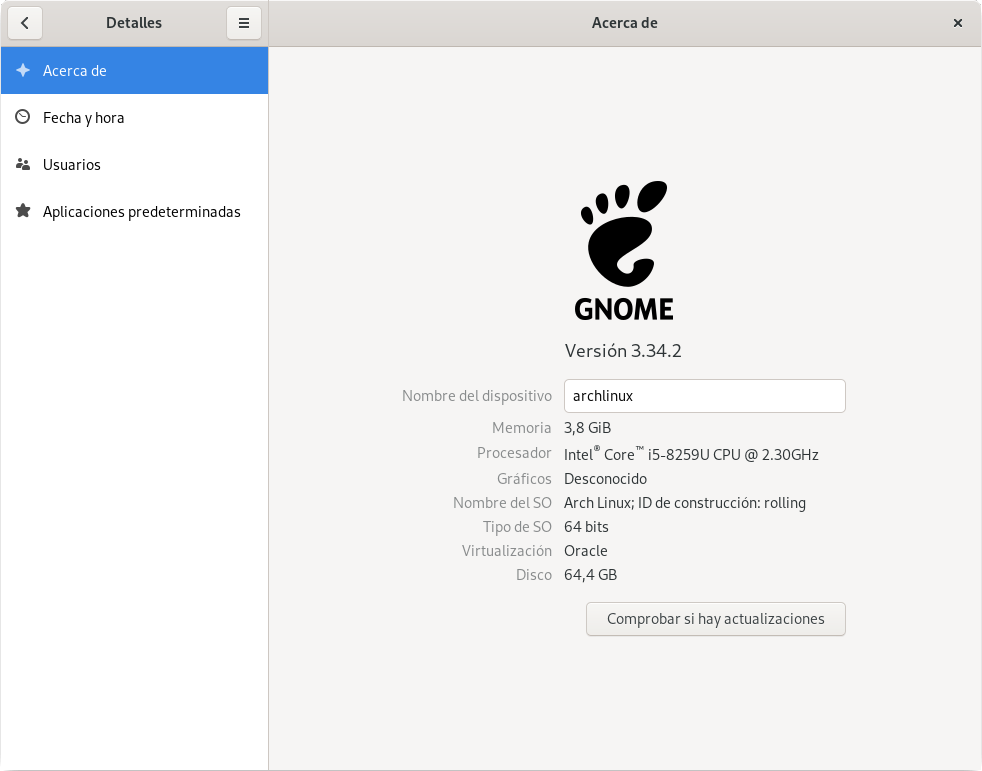 Detalles
Acerca de
Acerca de
Fecha y hora
Usuarios
Aplicaciones predeterminadas
GNOME
Versión 3.34.2
Nombre del dispositivo archlinux
Memoria 3,8 GiB
Procesador Intel® Core™ i5-8259U CPU @ 2.30GHz
Gráficos Desconocido
Nombre del SO Arch Linux; ID de construcción: rolling
Tipo de SO 64 bits
Virtualización Oracle
Disco 64,4 GB
Comprobar si hay actualizaciones